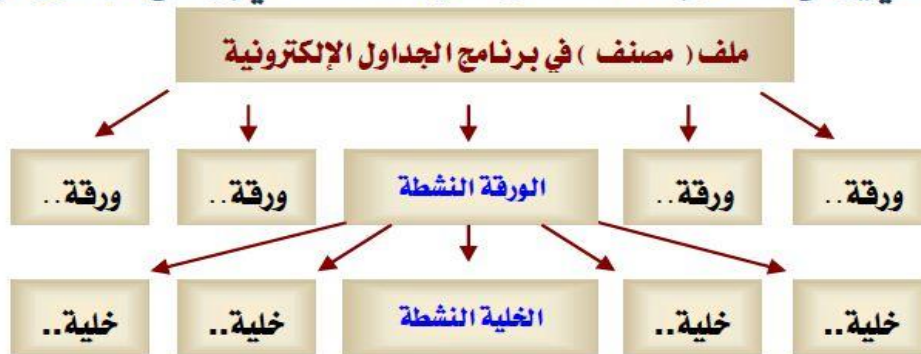 ملف ( مصنف ) في برنامج الجداول الإلكترونية
ورقة.. ورقة.. الورقة النشطة ورقة.. ورقة..
خلية.. خلية.. الخلية النشطة خلية.. خلية..